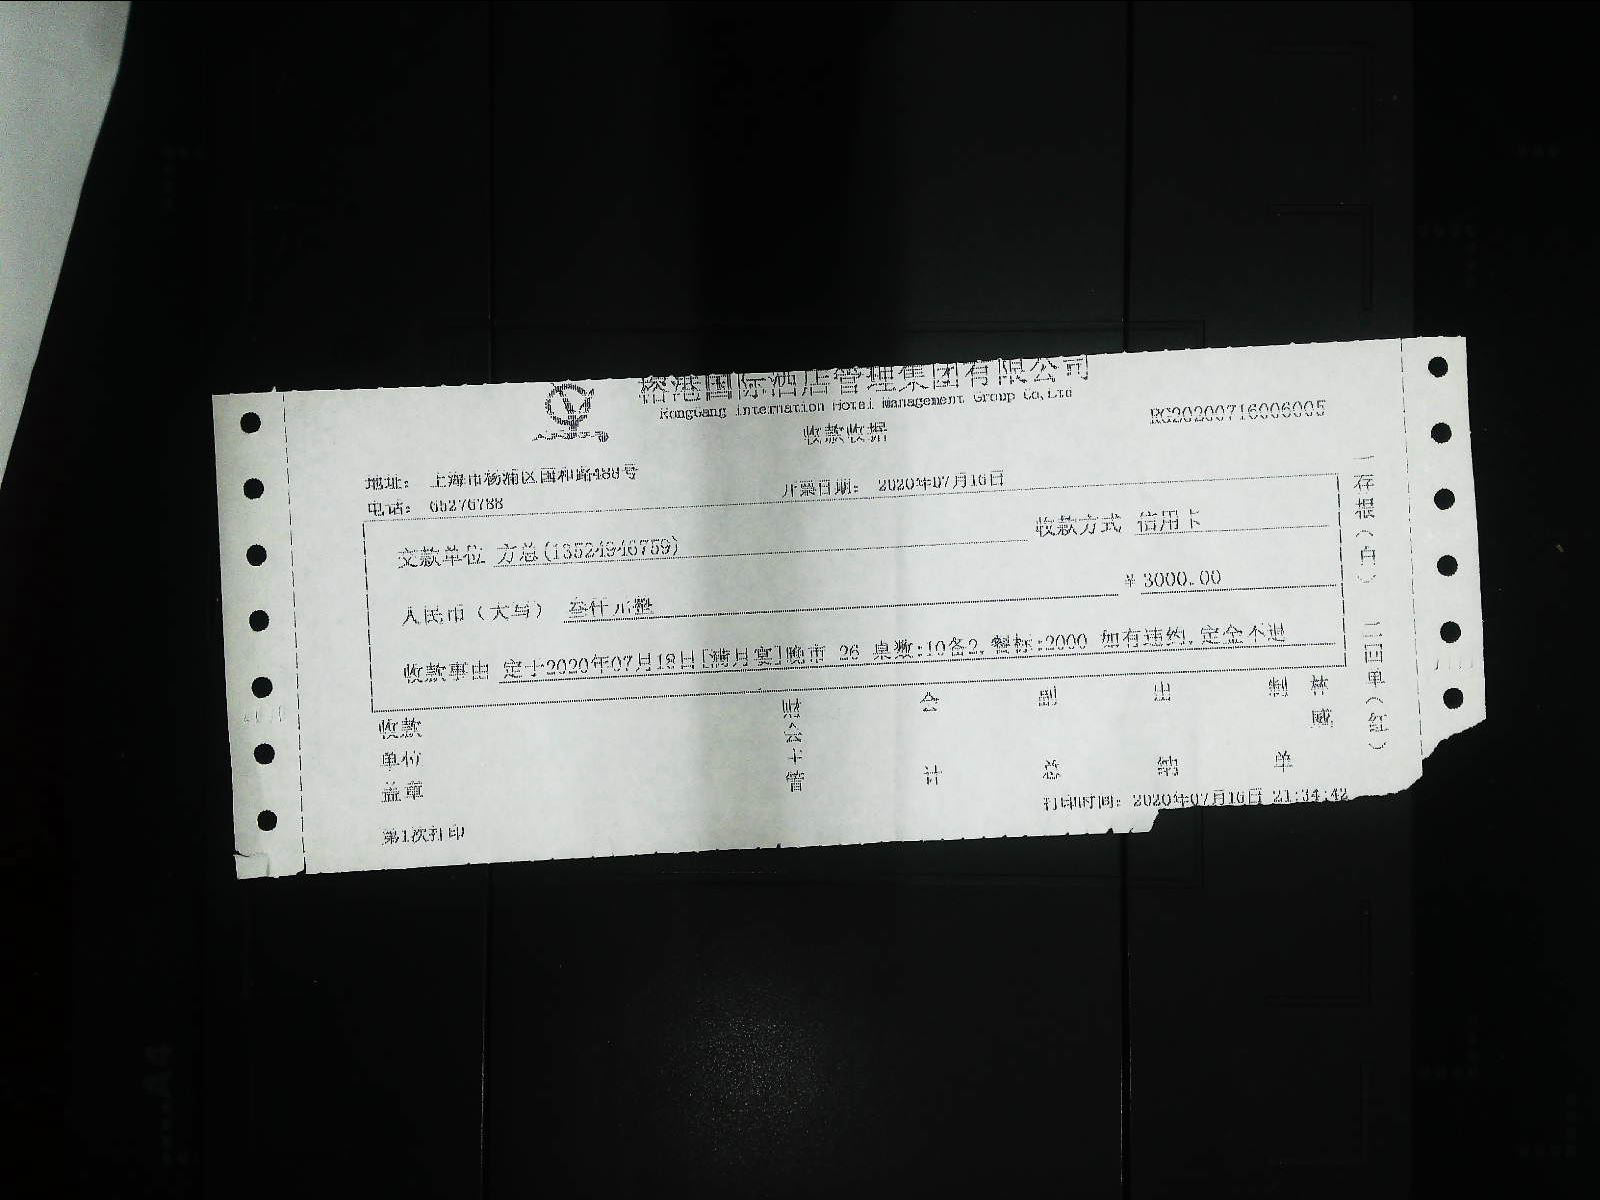 榕港国际酒店管理集团有限公司
RongGang International Hotel Management Group Co,Ltd
收款收据
RG20200716006005
地址： 上海市杨浦区国和路488号
电话： 65276788
开票日期： 2020年07月16日
交款单位 方总(13524946759)
收款方式 信用卡
人民币（大写） 叁仟元整
￥3000.00
收款事由 定于2020年07月18日[满月宴]晚市 26 桌数:10备2,餐标:2000 如有违约,定金不退
收款单位盖章
财会主管
会计
副总
出纳
制单
林威
一存根（白） 二回单（红）
打印时间：2020年07月16日 21:34:42
第1次打印